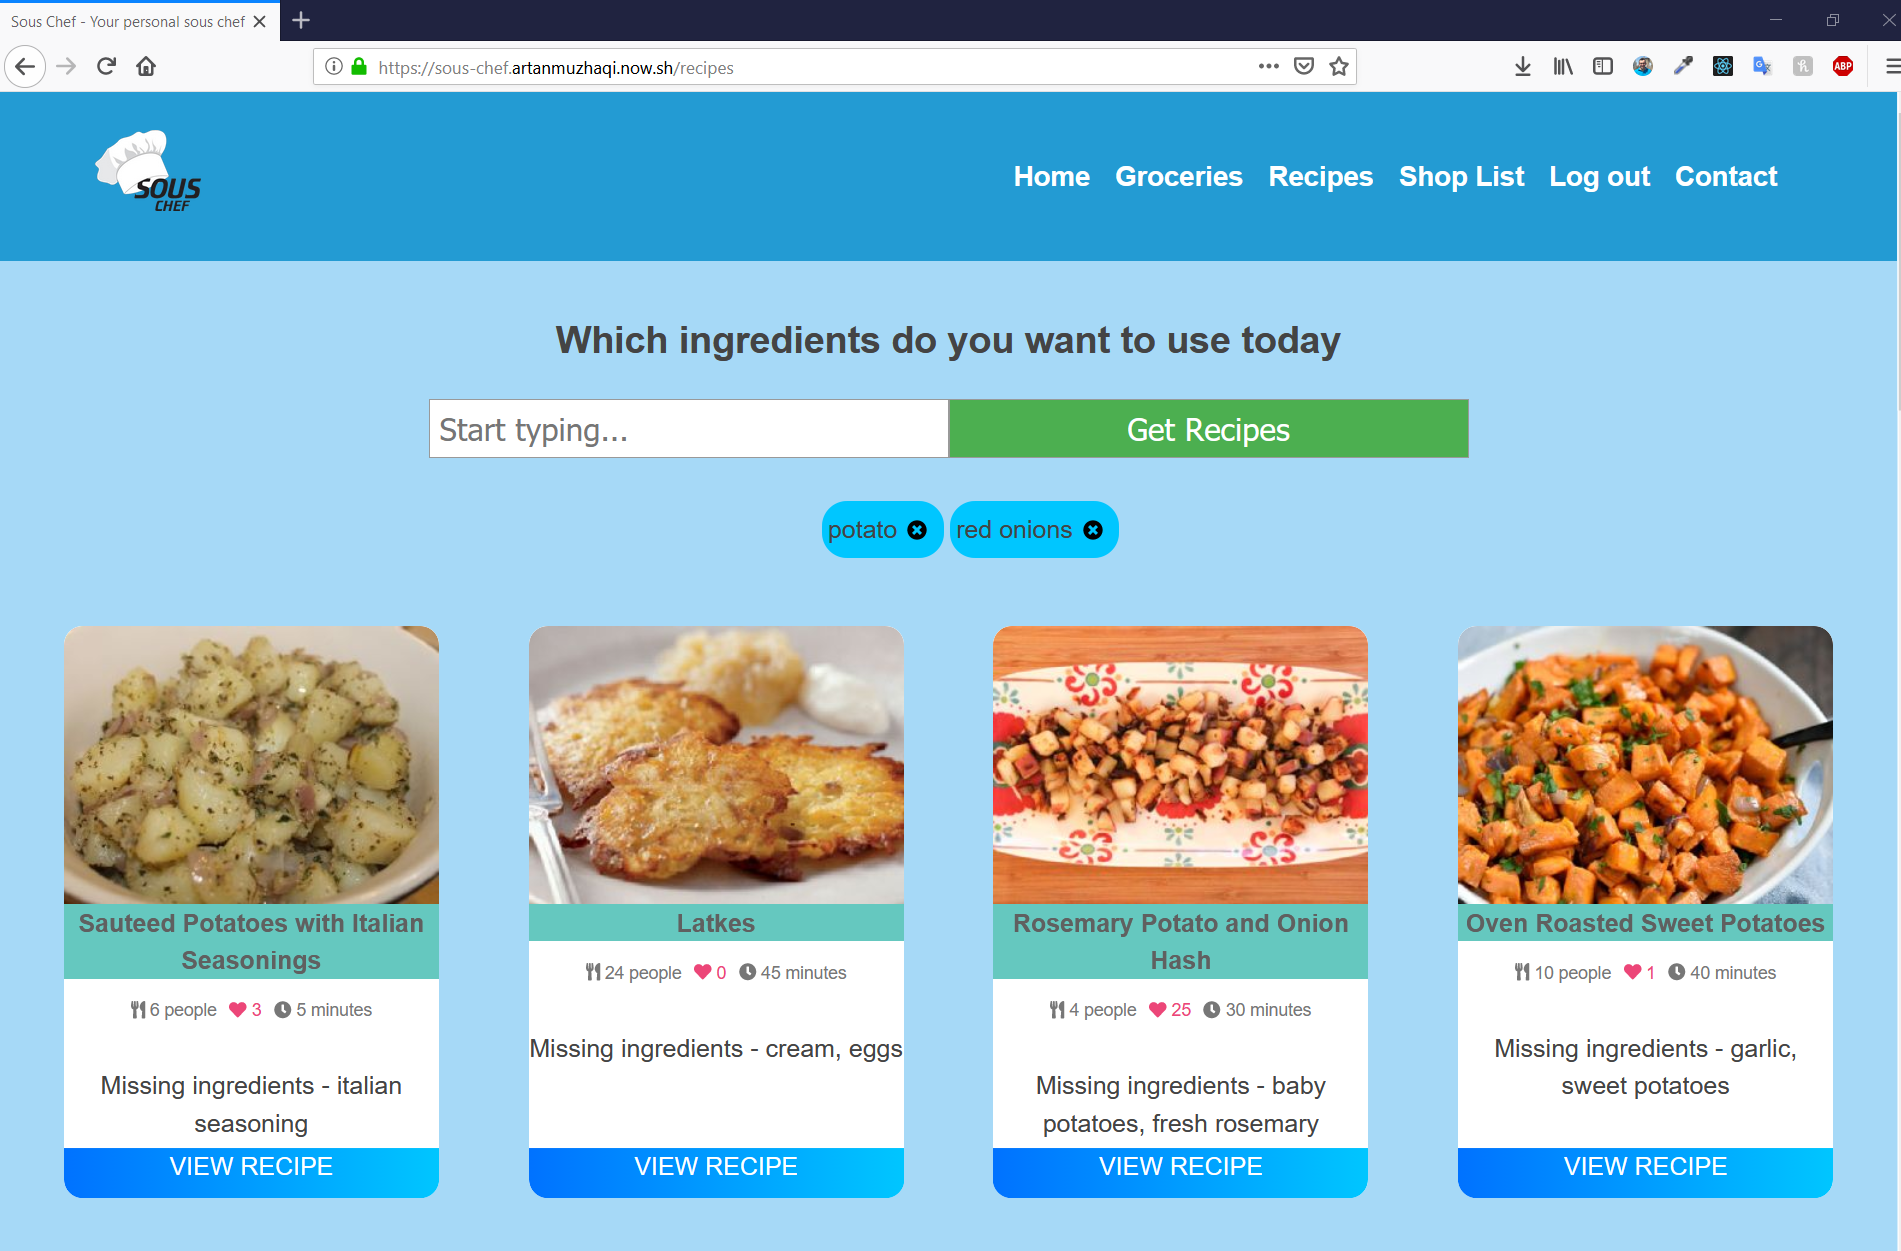 Sous Chef - Your personal sous chef
https://sous-chef.artanmuzhaqi.now.sh/recipes
ABP
SOUS
CHEF
Home Groceries Recipes Shop List Log out Contact
Which ingredients do you want to use today
Start typing...
Get Recipes
potato
red onions
Sauteed Potatoes with Italian
Seasonings
6 people 3 5 minutes
Missing ingredients - italian
seasoning
VIEW RECIPE
Latkes
24 people 0 45 minutes
Missing ingredients - cream, eggs
VIEW RECIPE
Rosemary Potato and Onion
Hash
4 people 25 30 minutes
Missing ingredients - baby
potatoes, fresh rosemary
VIEW RECIPE
Oven Roasted Sweet Potatoes
10 people 1 40 minutes
Missing ingredients - garlic,
sweet potatoes
VIEW RECIPE